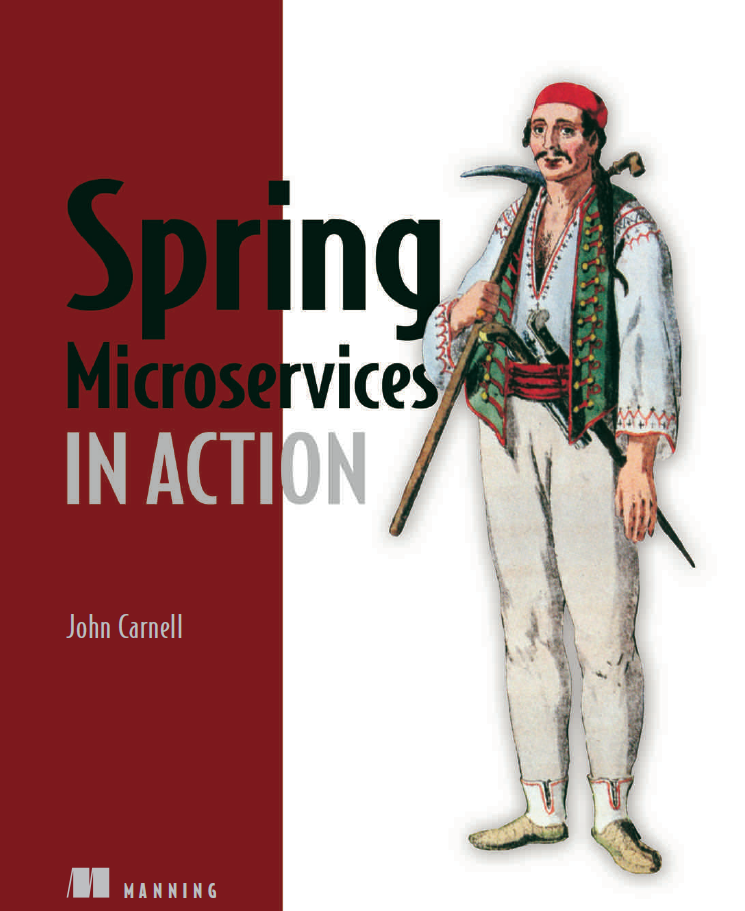 Spring
Microservices
IN ACTION
John Carnell
MANNING